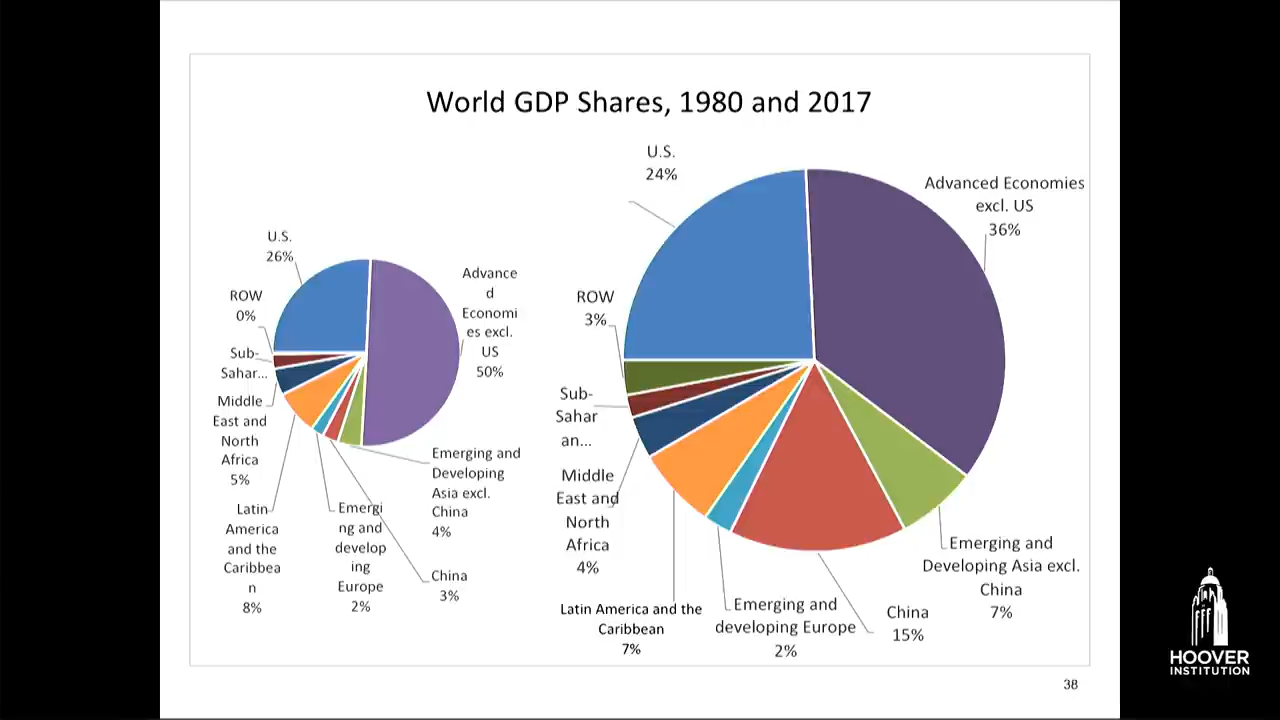 World GDP Shares, 1980 and 2017
U.S.
26%
ROW
0%
Sub-
Sahar...
Middle
East and
North
Africa
5%
Latin
America
and the
Caribbea
n
8%
Emergi
ng and
develop
ing
Europe
2%
China
3%
Emerging and
Developing
Asia excl.
China
4%
Advance
d
Economi
es excl.
US
50%
U.S.
24%
ROW
3%
Sub-
Sahar
an...
Middle
East and
North
Africa
4%
Latin America and the
Caribbean
7%
Emerging and
developing Europe
2%
China
15%
Emerging and
Developing Asia excl.
China
7%
Advanced Economies
excl. US
36%
38
HOOVER
INSTITUTION